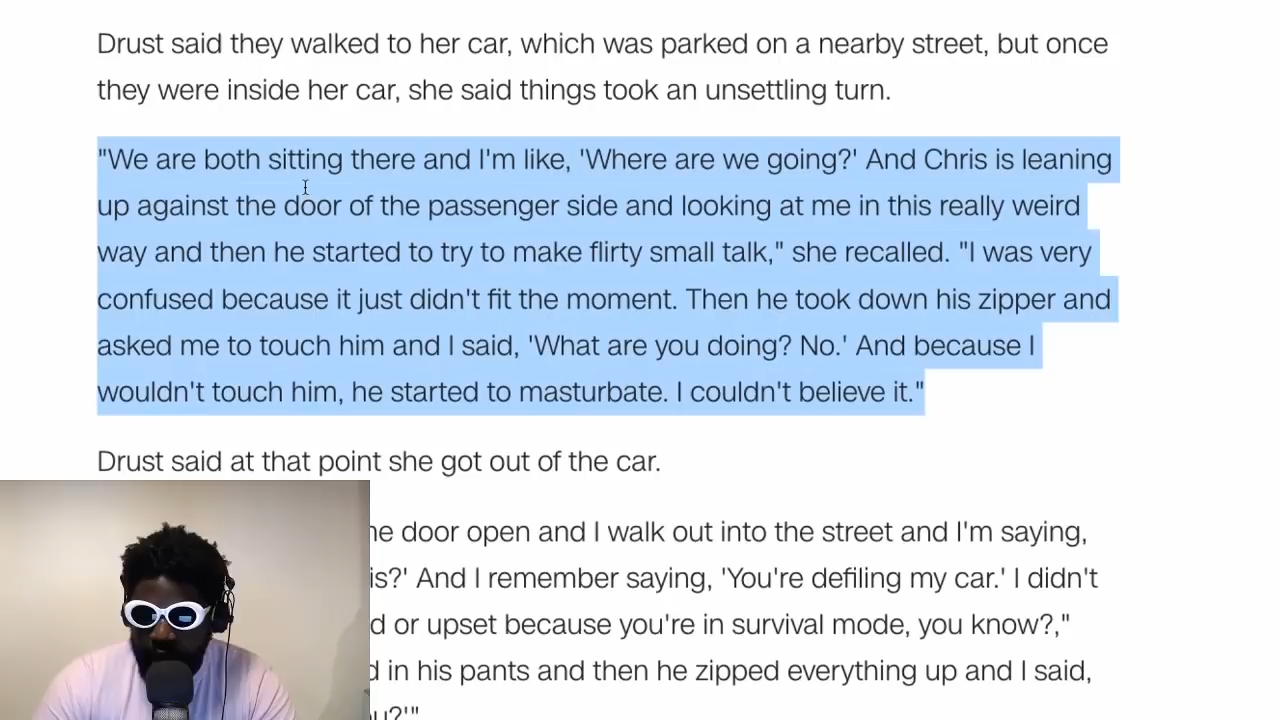 Drust said they walked to her car, which was parked on a nearby street, but once
they were inside her car, she said things took an unsettling turn.
"We are both sitting there and I'm like, 'Where are we going?' And Chris is leaning
up against the door of the passenger side and looking at me in this really weird
way and then he started to try to make flirty small talk," she recalled. "I was very
confused because it just didn't fit the moment. Then he took down his zipper and
asked me to touch him and I said, 'What are you doing? No.' And because I
wouldn't touch him, he started to masturbate. I couldn't believe it."
Drust said at that point she got out of the car.
door open and I walk out into the street and I'm saying,
And I remember saying, 'You're defiling my car.' I didn't
or upset because you're in survival mode, you know?,"
in his pants and then he zipped everything up and I said,